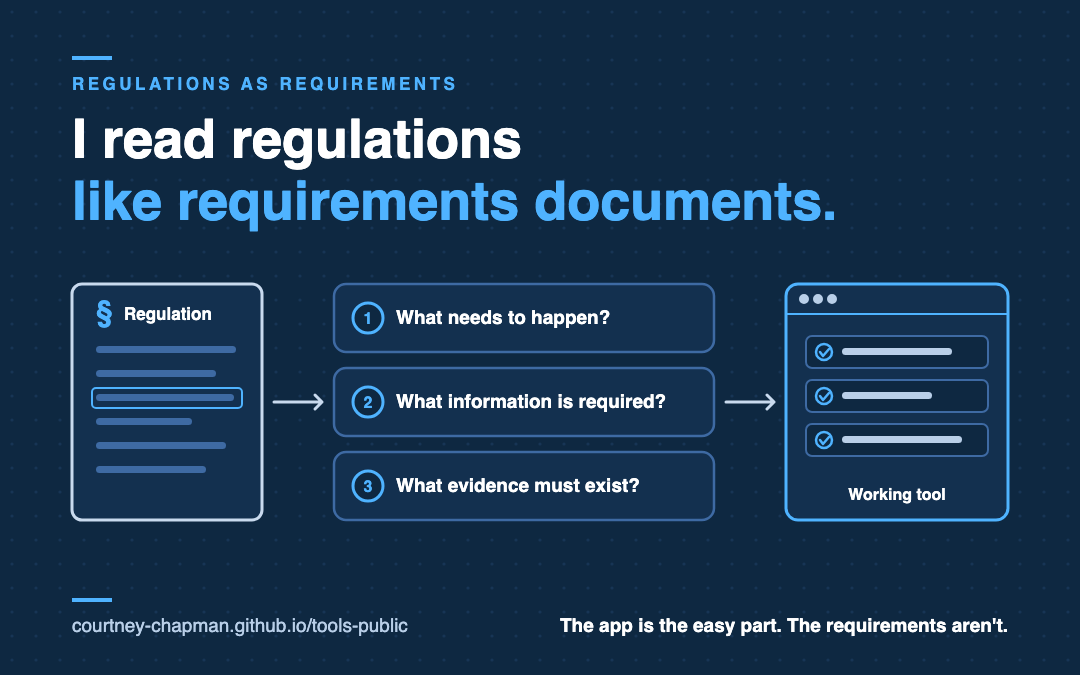 REGULATIONS AS REQUIREMENTS
I read regulations
like requirements documents.
§ Regulation
1 What needs to happen?
2 What information is required?
3 What evidence must exist?
Working tool
courtney-chapman.github.io/tools-public
The app is the easy part. The requirements aren't.